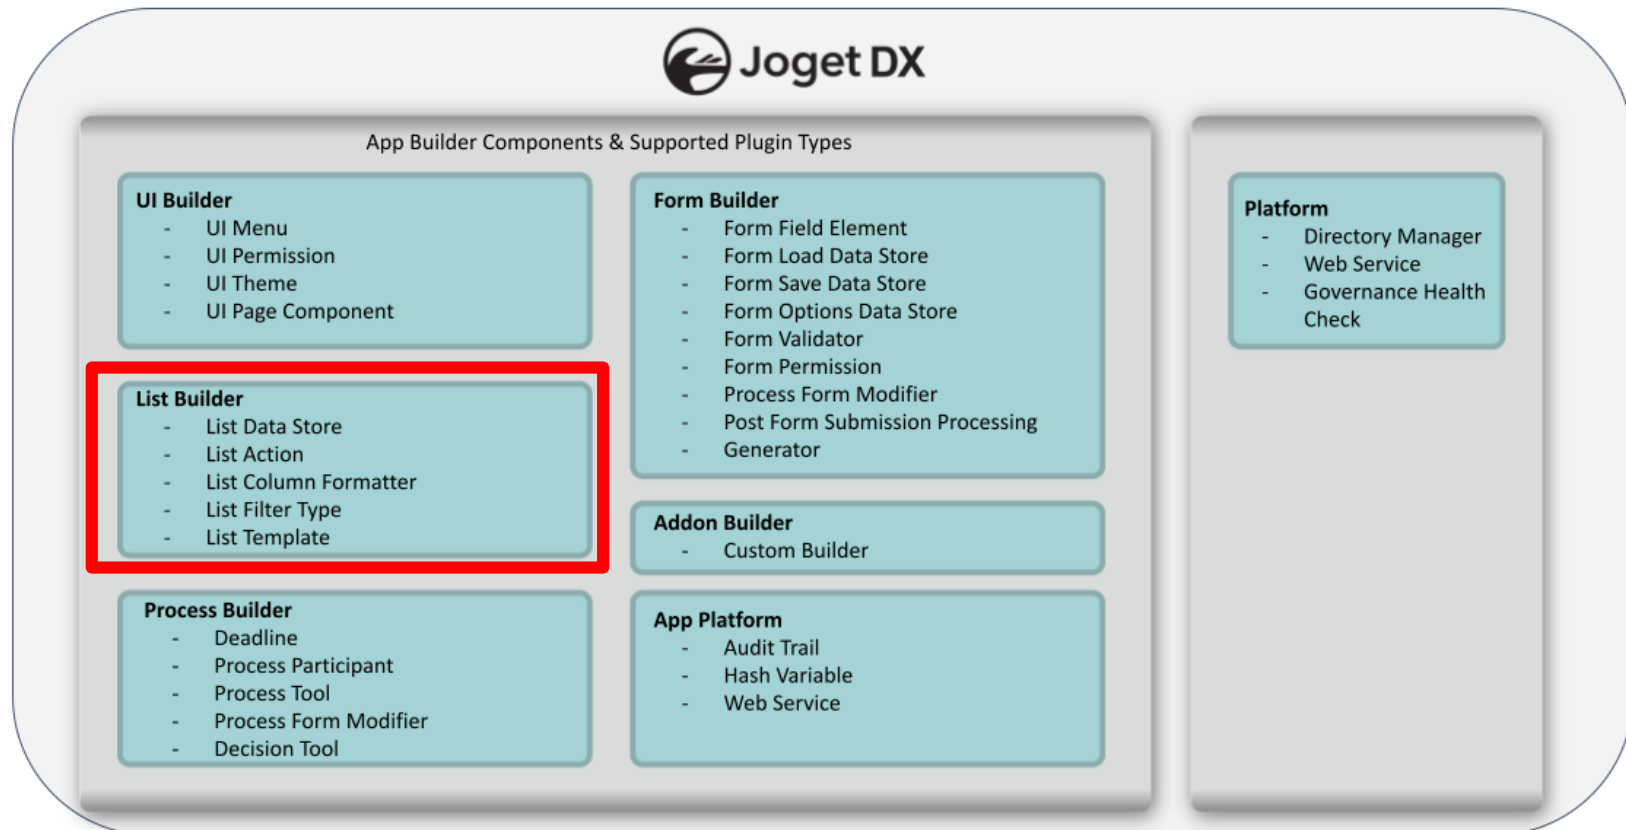 Joget DX
App Builder Components & Supported Plugin Types
UI Builder
- UI Menu
- UI Permission
- UI Theme
- UI Page Component
List Builder
- List Data Store
- List Action
- List Column Formatter
- List Filter Type
- List Template
Process Builder
- Deadline
- Process Participant
- Process Tool
- Process Form Modifier
- Decision Tool
Form Builder
- Form Field Element
- Form Load Data Store
- Form Save Data Store
- Form Options Data Store
- Form Validator
- Form Permission
- Process Form Modifier
- Post Form Submission Processing
- Generator
Addon Builder
- Custom Builder
App Platform
- Audit Trail
- Hash Variable
- Web Service
Platform
- Directory Manager
- Web Service
- Governance Health
Check